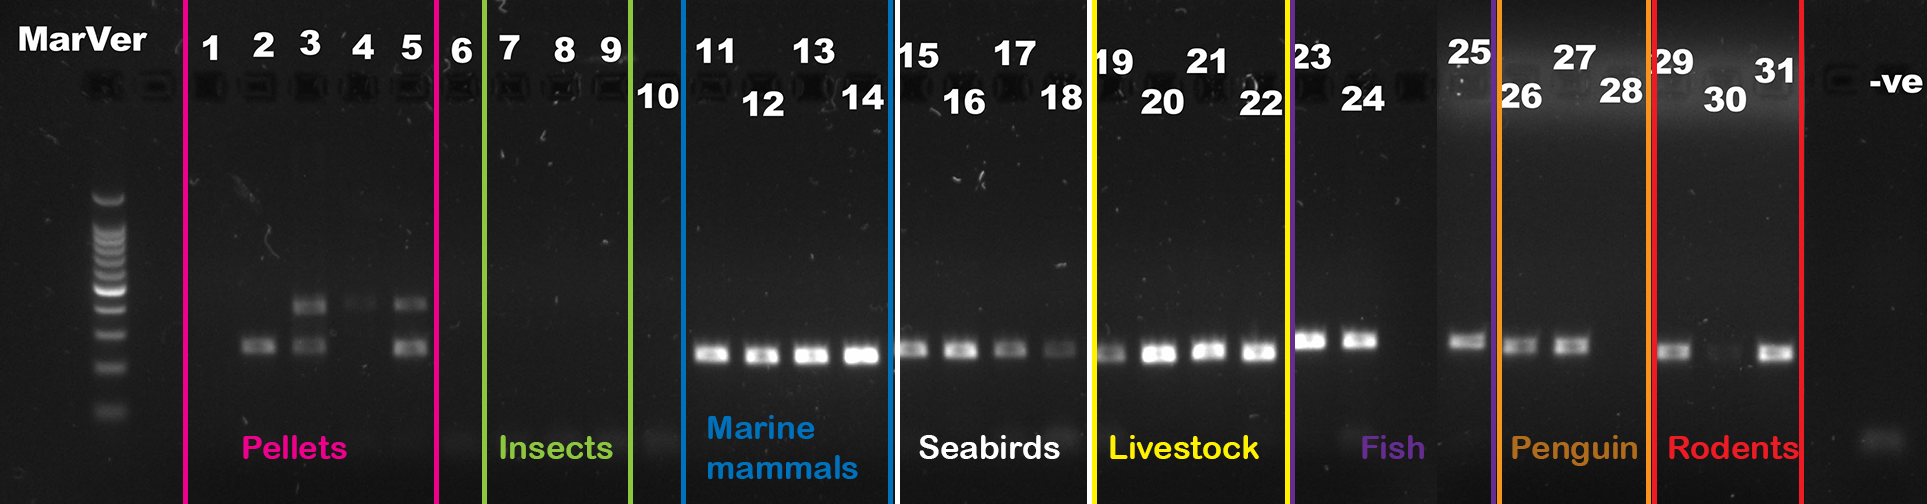 MarVer
1 2 3 4 5 6 7 8 9 10 11 12 13 14 15 16 17 18 19 20 21 22 23 24 25 26 27 28 29 30 31 -ve
Pellets
Insects
Marine
mammals
Seabirds
Livestock
Fish
Penguin
Rodents